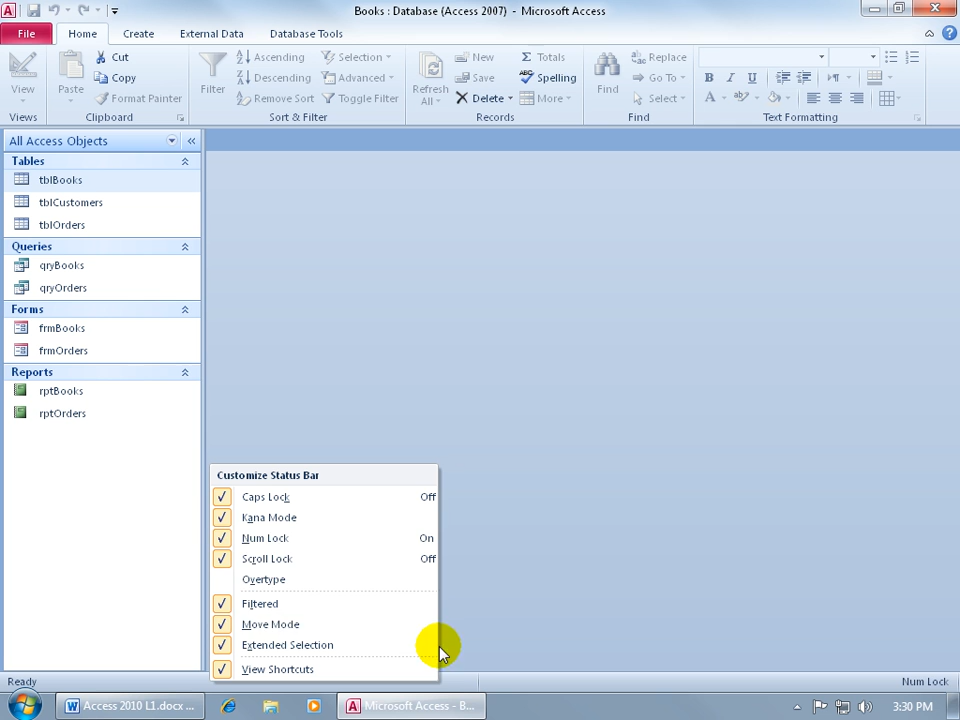 Books : Database (Access 2007) - Microsoft Access
File Home Create External Data Database Tools
View
Views
Paste
Cut
Copy
Format Painter
Clipboard
Filter
Ascending
Descending
Remove Sort
Selection
Advanced
Toggle Filter
Sort & Filter
Refresh
All
New
Save
Delete
Totals
Spelling
More
Records
Find
Replace
Go To
Select
Find
B I U
A
Text Formatting
All Access Objects
Tables
tblBooks
tblCustomers
tblOrders
Queries
qryBooks
qryOrders
Forms
frmBooks
frmOrders
Reports
rptBooks
rptOrders
Customize Status Bar
Caps Lock Off
Kana Mode
Num Lock On
Scroll Lock Off
Overtype
Filtered
Move Mode
Extended Selection
View Shortcuts
Ready Num Lock
Access 2010 L1.docx ... Microsoft Access - B... 3:30 PM